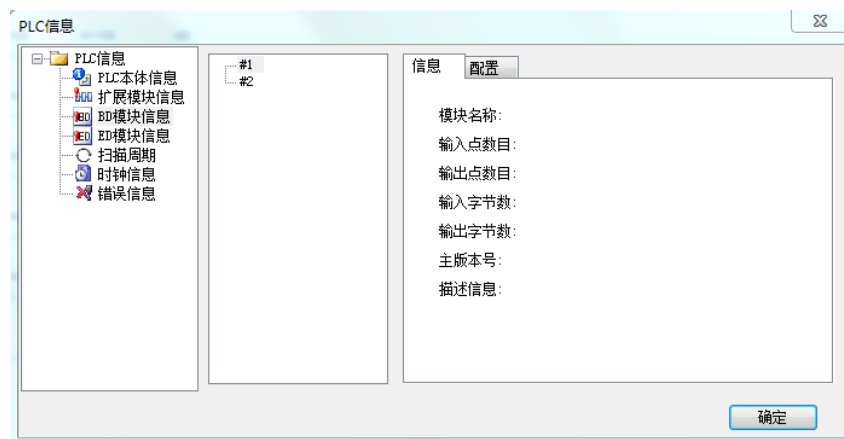 PLC信息
PLC信息
PLC本体信息
扩展模块信息
BD BD模块信息
ED ED模块信息
扫描周期
时钟信息
错误信息
#1
#2
信息 配置
模块名称:
输入点数目:
输出点数目:
输入字节数:
输出字节数:
主版本号:
描述信息:
确定